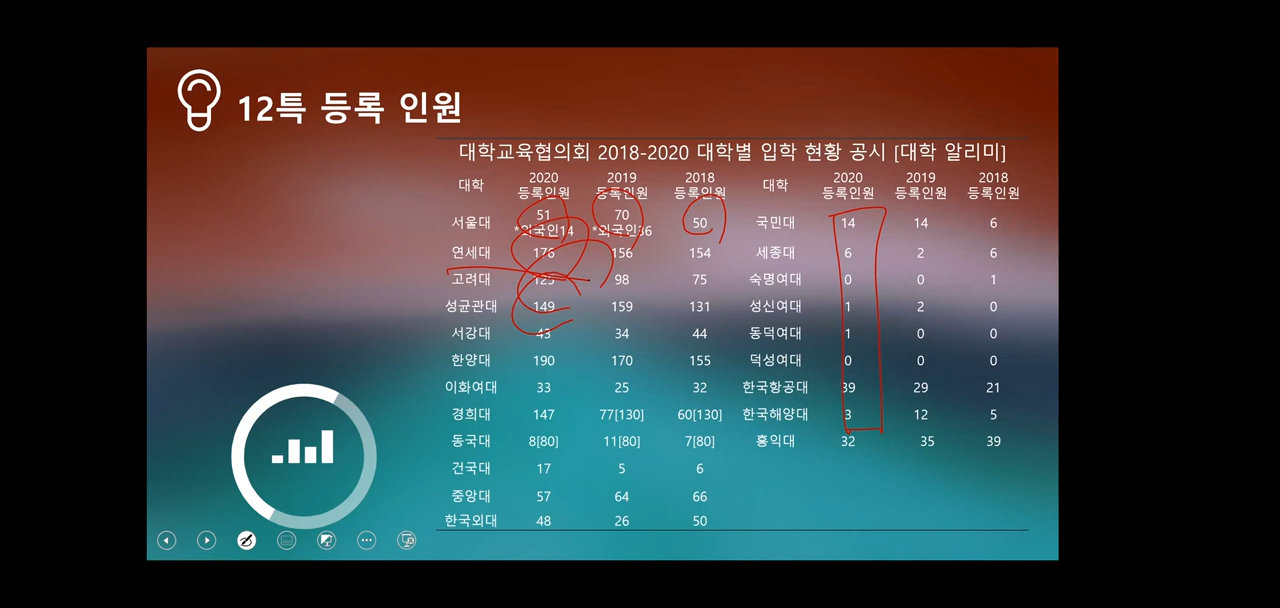 12특 등록 인원
대학교육협의회 2018-2020 대학별 입학 현황 공시 [대학 알리미]
대학 2020 등록인원 2019 등록인원 2018 등록인원 대학 2020 등록인원 2019 등록인원 2018 등록인원
서울대 51 *외국인14 70 *외국인36 50 국민대 14 14 6
연세대 176 156 154 세종대 6 2 6
고려대 125 98 75 숙명여대 0 0 1
성균관대 149 159 131 성신여대 1 2 0
서강대 43 34 44 동덕여대 1 0 0
한양대 190 170 155 덕성여대 0 0 0
이화여대 33 25 32 한국항공대 39 29 21
경희대 147 77[130] 60[130] 한국해양대 3 12 5
동국대 8[80] 11[80] 7[80] 홍익대 32 35 39
건국대 17 5 6
중앙대 57 64 66
한국외대 48 26 50